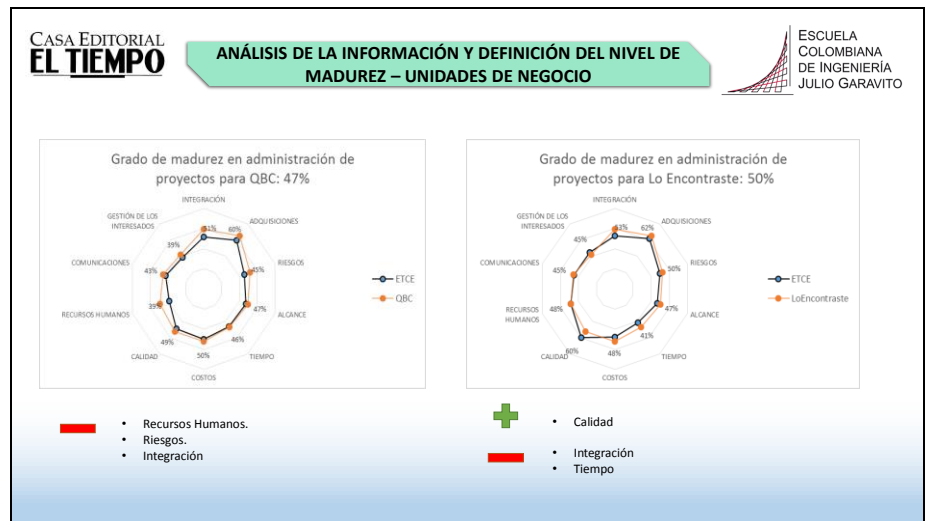 CASA EDITORIAL
EL TIEMPO
ANÁLISIS DE LA INFORMACIÓN Y DEFINICIÓN DEL NIVEL DE
MADUREZ – UNIDADES DE NEGOCIO
ESCUELA
COLOMBIANA
DE INGENIERÍA
JULIO GARAVITO
Grado de madurez en administración de
proyectos para QBC: 47%
INTEGRACIÓN
GESTIÓN DE LOS
INTERESADOS
ADQUISICIONES
51%
60%
39%
COMUNICACIONES
RIESGOS
43%
45%
ETCE
QBC
39%
47%
RECURSOS HUMANOS
ALCANCE
49%
46%
CALIDAD
50%
TIEMPO
COSTOS
Grado de madurez en administración de
proyectos para Lo Encontraste: 50%
INTEGRACIÓN
GESTIÓN DE LOS
INTERESADOS
ADQUISICIONES
53%
62%
45%
COMUNICACIONES
RIESGOS
45%
50%
ETCE
LoEncontraste
48%
47%
RECURSOS
HUMANOS
ALCANCE
60%
41%
CALIDAD
48%
TIEMPO
COSTOS
• Recursos Humanos.
• Riesgos.
• Integración
• Calidad
• Integración
• Tiempo